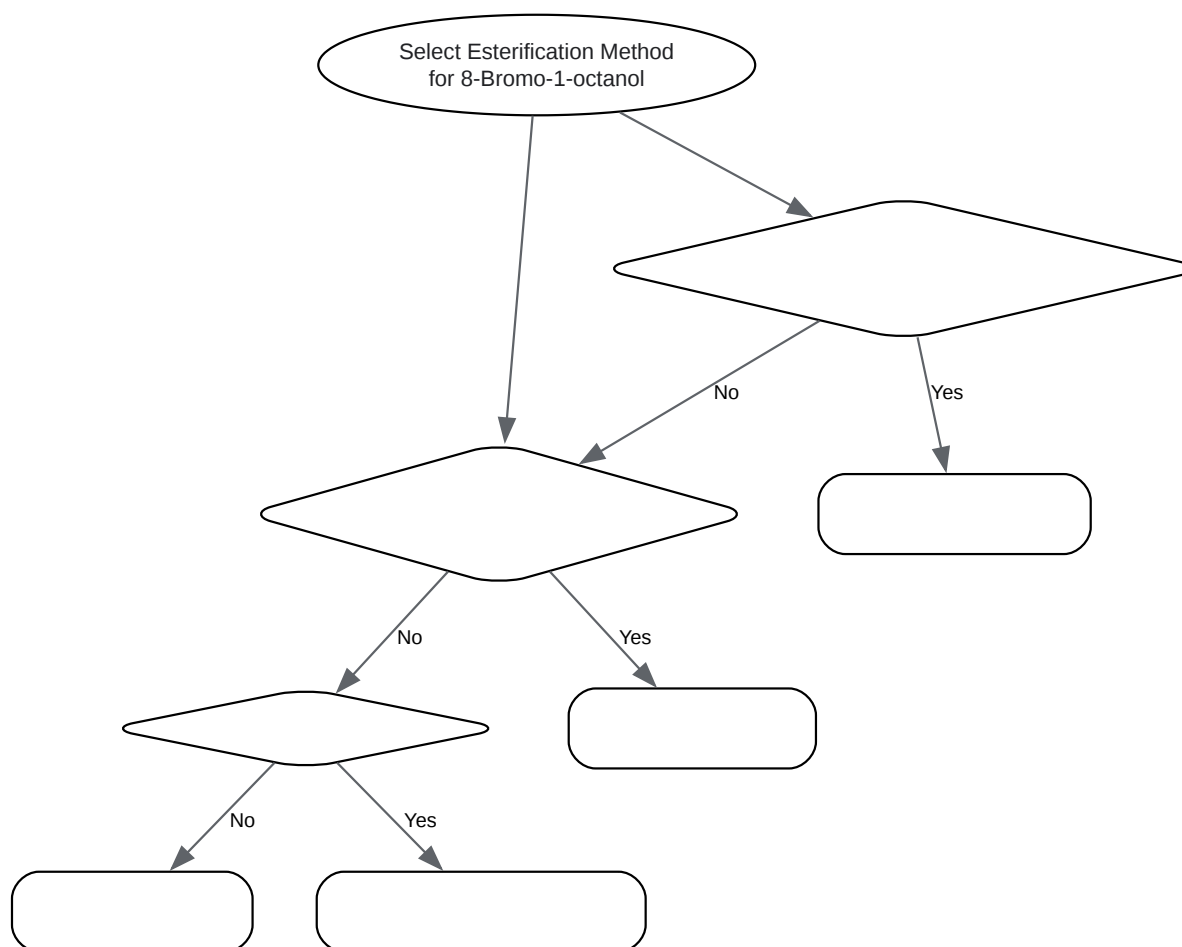 Select Esterification Method
for 8-Bromo-1-octanol
No
Yes
No
Yes
No
Yes